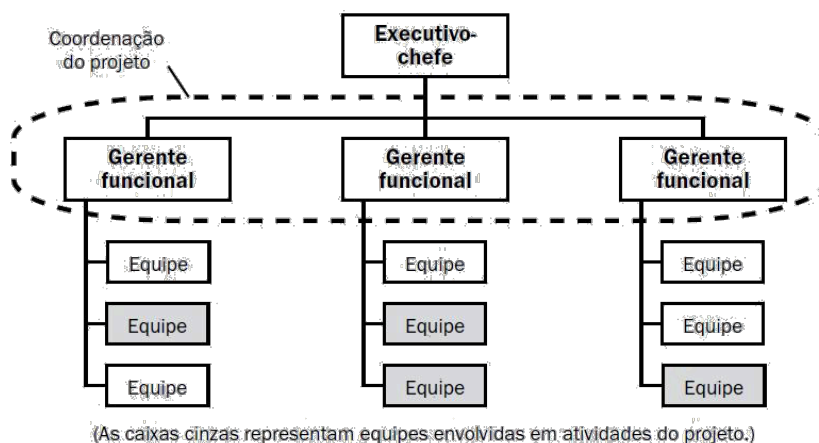 Coordenação
do projeto
Executivo-
chefe
Gerente
funcional
Gerente
funcional
Gerente
funcional
Equipe
Equipe
Equipe
Equipe
Equipe
Equipe
Equipe
Equipe
Equipe
(As caixas cinzas representam equipes envolvidas em atividades do projeto.)